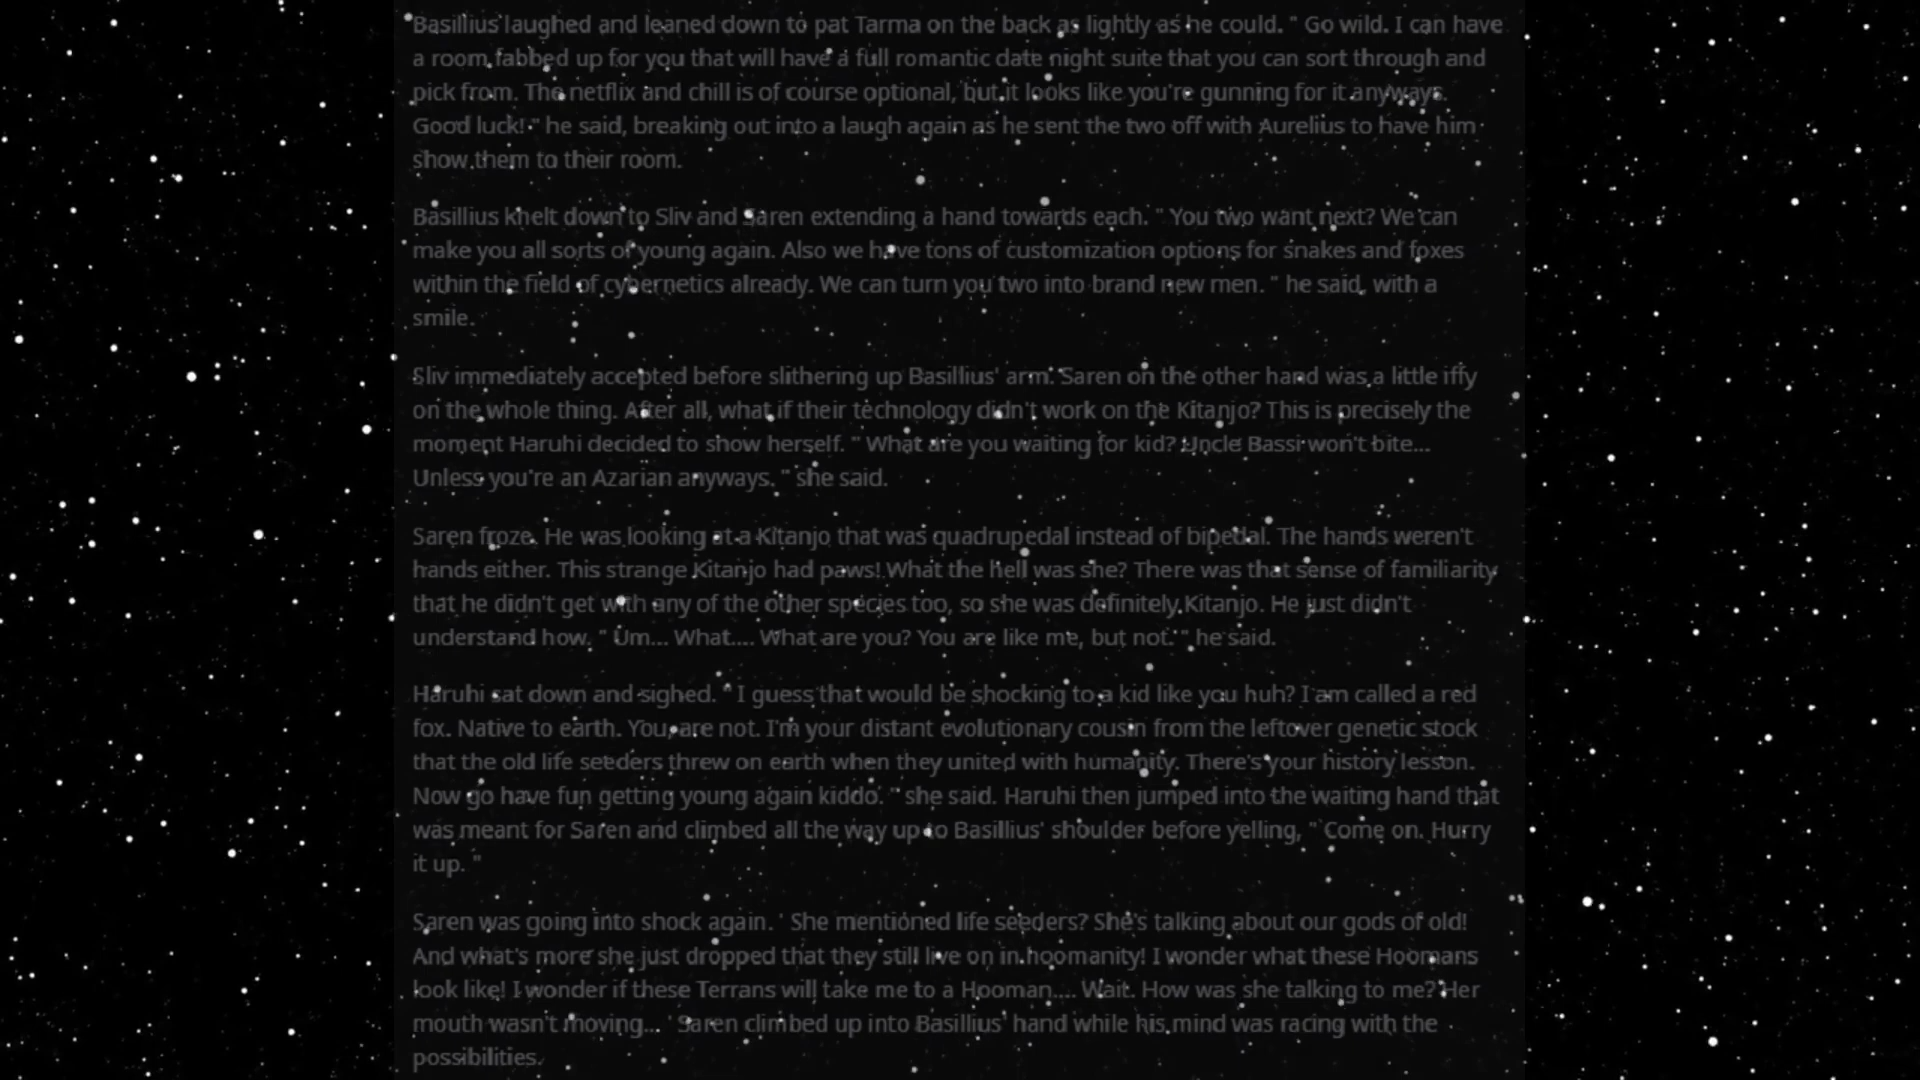 Basillius laughed and leaned down to pat Tarma on the back as lightly as he could. " Go wild. I can have
a room fabbed up for you that will have a full romantic date night suite that you can sort through and
pick from. The netflix and chill is of course optional, but it looks like you're gunning for it anyways.
Good luck! " he said, breaking out into a laugh again as he sent the two off with Aurelius to have him
show them to their room.
Basillius knelt down to Sliv and Saren extending a hand towards each. " You two want next? We can
make you all sorts of young again. Also we have tons of customization options for snakes and foxes
within the field of cybernetics already. We can turn you two into brand new men. " he said, with a
smile.
Sliv immediately accepted before slithering up Basillius' arm. Saren on the other hand was a little iffy
on the whole thing. After all, what if their technology didn't work on the Kitanjo? This is precisely the
moment Haruhi decided to show herself. " What are you waiting for kid? Uncle Bassi won't bite...
Unless you're an Azarian anyways. " she said.
Saren froze. He was looking at a Kitanjo that was quadrupedal instead of bipedal. The hands weren't
hands either. This strange Kitanjo had paws! What the hell was she? There was that sense of familiarity
that he didn't get with any of the other species too, so she was definitely Kitanjo. He just didn't
understand how. " Um... What.... What are you? You are like me, but not. " he said.
Haruhi sat down and sighed. " I guess that would be shocking to a kid like you huh? I am called a red
fox. Native to earth. You are not. I'm your distant evolutionary cousin from the leftover genetic stock
that the old life seeders threw on earth when they united with humanity. There's your history lesson.
Now go have fun getting young again kiddo. " she said. Haruhi then jumped into the waiting hand that
was meant for Saren and climbed all the way up to Basillius' shoulder before yelling, " Come on. Hurry
it up. "
Saren was going into shock again. ' She mentioned life seeders? She's talking about our gods of old!
And what's more she just dropped that they still live on in hoomanity! I wonder what these Hoomans
look like! I wonder if these Terrans will take me to a Hooman.... Wait. How was she talking to me? Her
mouth wasn't moving... ' Saren climbed up into Basillius' hand while his mind was racing with the
possibilities.